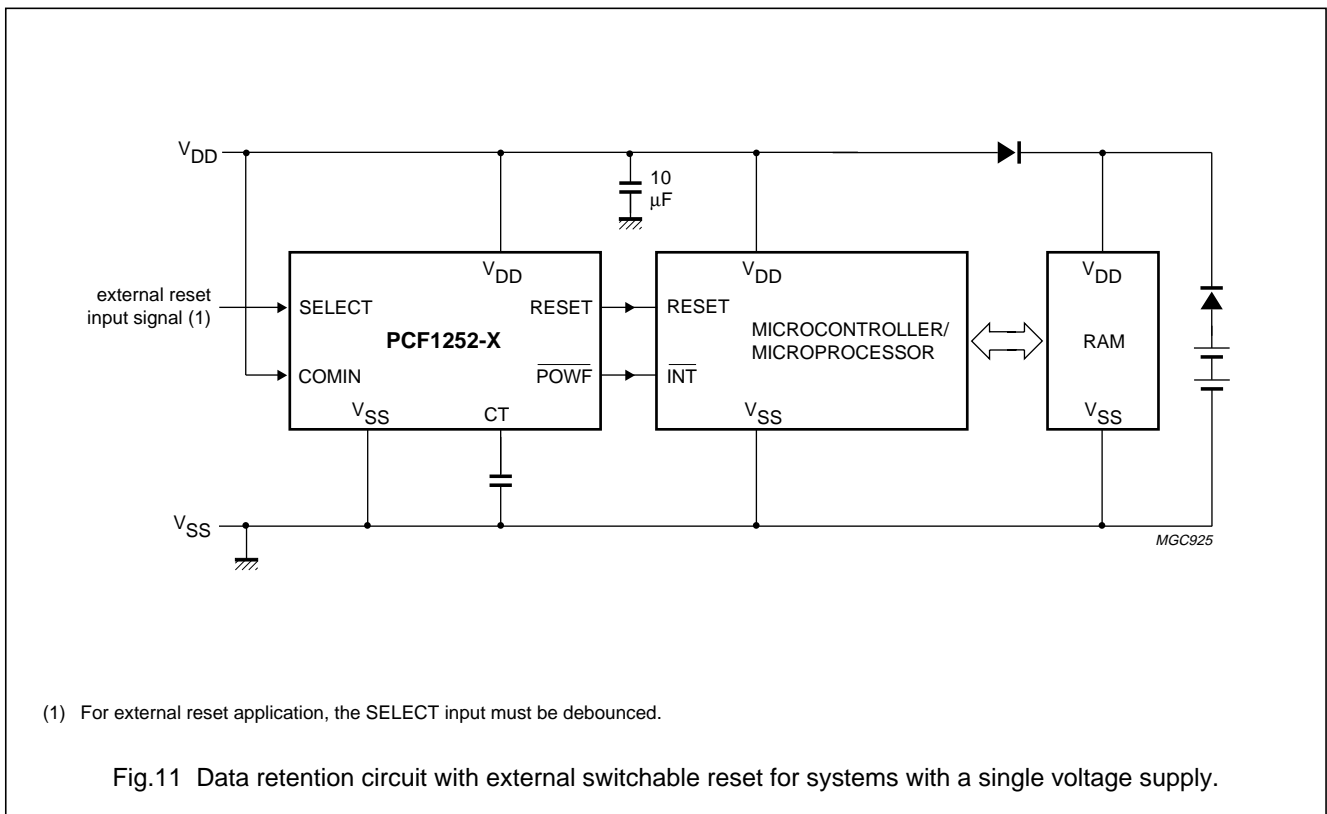 VDD
10
µF
VDD
VDD
VDD
external reset
input signal (1)
SELECT
RESET
RESET
PCF1252-X
MICROCONTROLLER/
MICROPROCESSOR
RAM
COMIN
POWF
INT
VSS
CT
VSS
VSS
VSS
MGC925
(1) For external reset application, the SELECT input must be debounced.
Fig.11 Data retention circuit with external switchable reset for systems with a single voltage supply.